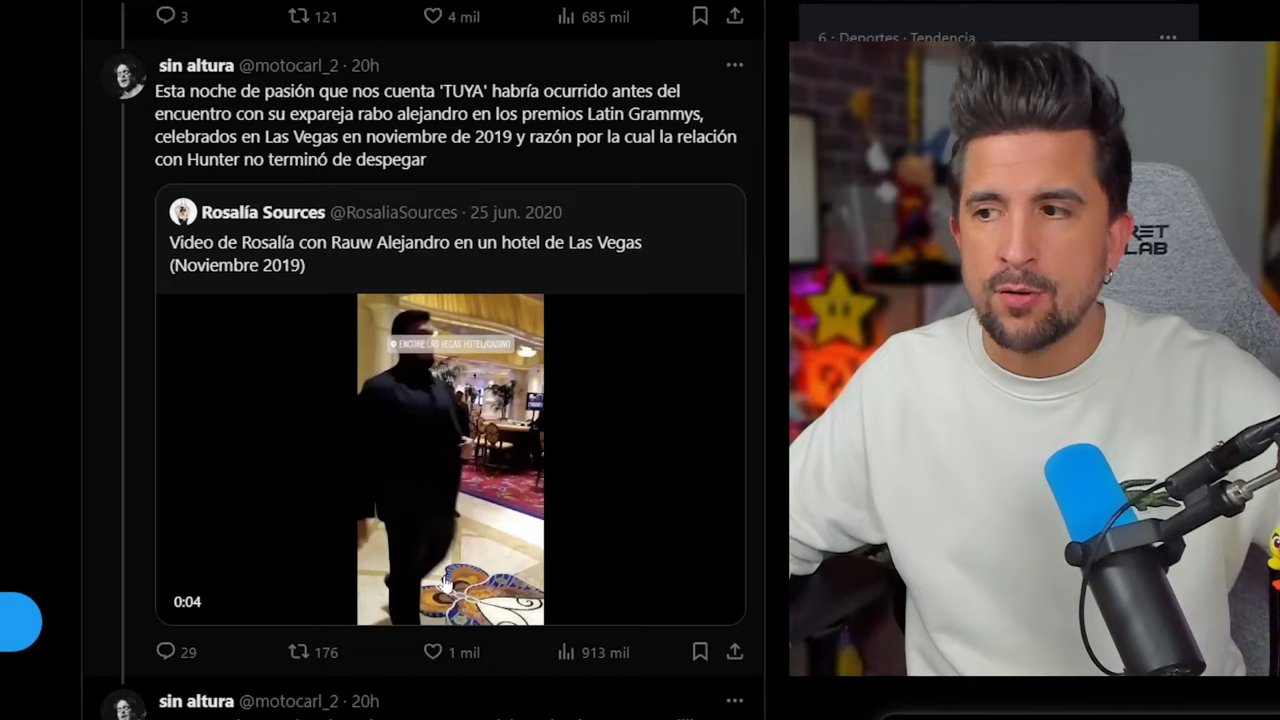 3 121 4 mil 685 mil
6 · Deportes · Tendencia
sin altura @motocarl_2 · 20h
Esta noche de pasión que nos cuenta 'TUYA' habría ocurrido antes del
encuentro con su expareja rabo alejandro en los premios Latin Grammys,
celebrados en Las Vegas en noviembre de 2019 y razón por la cual la relación
con Hunter no terminó de despegar
Rosalía Sources @RosaliaSources · 25 jun. 2020
Video de Rosalía con Rauw Alejandro en un hotel de Las Vegas
(Noviembre 2019)
ENCORE LAS VEGAS HOTEL/CASINO
0:04
29 176 1 mil 913 mil
sin altura @motocarl_2 · 20h
RET
LAB